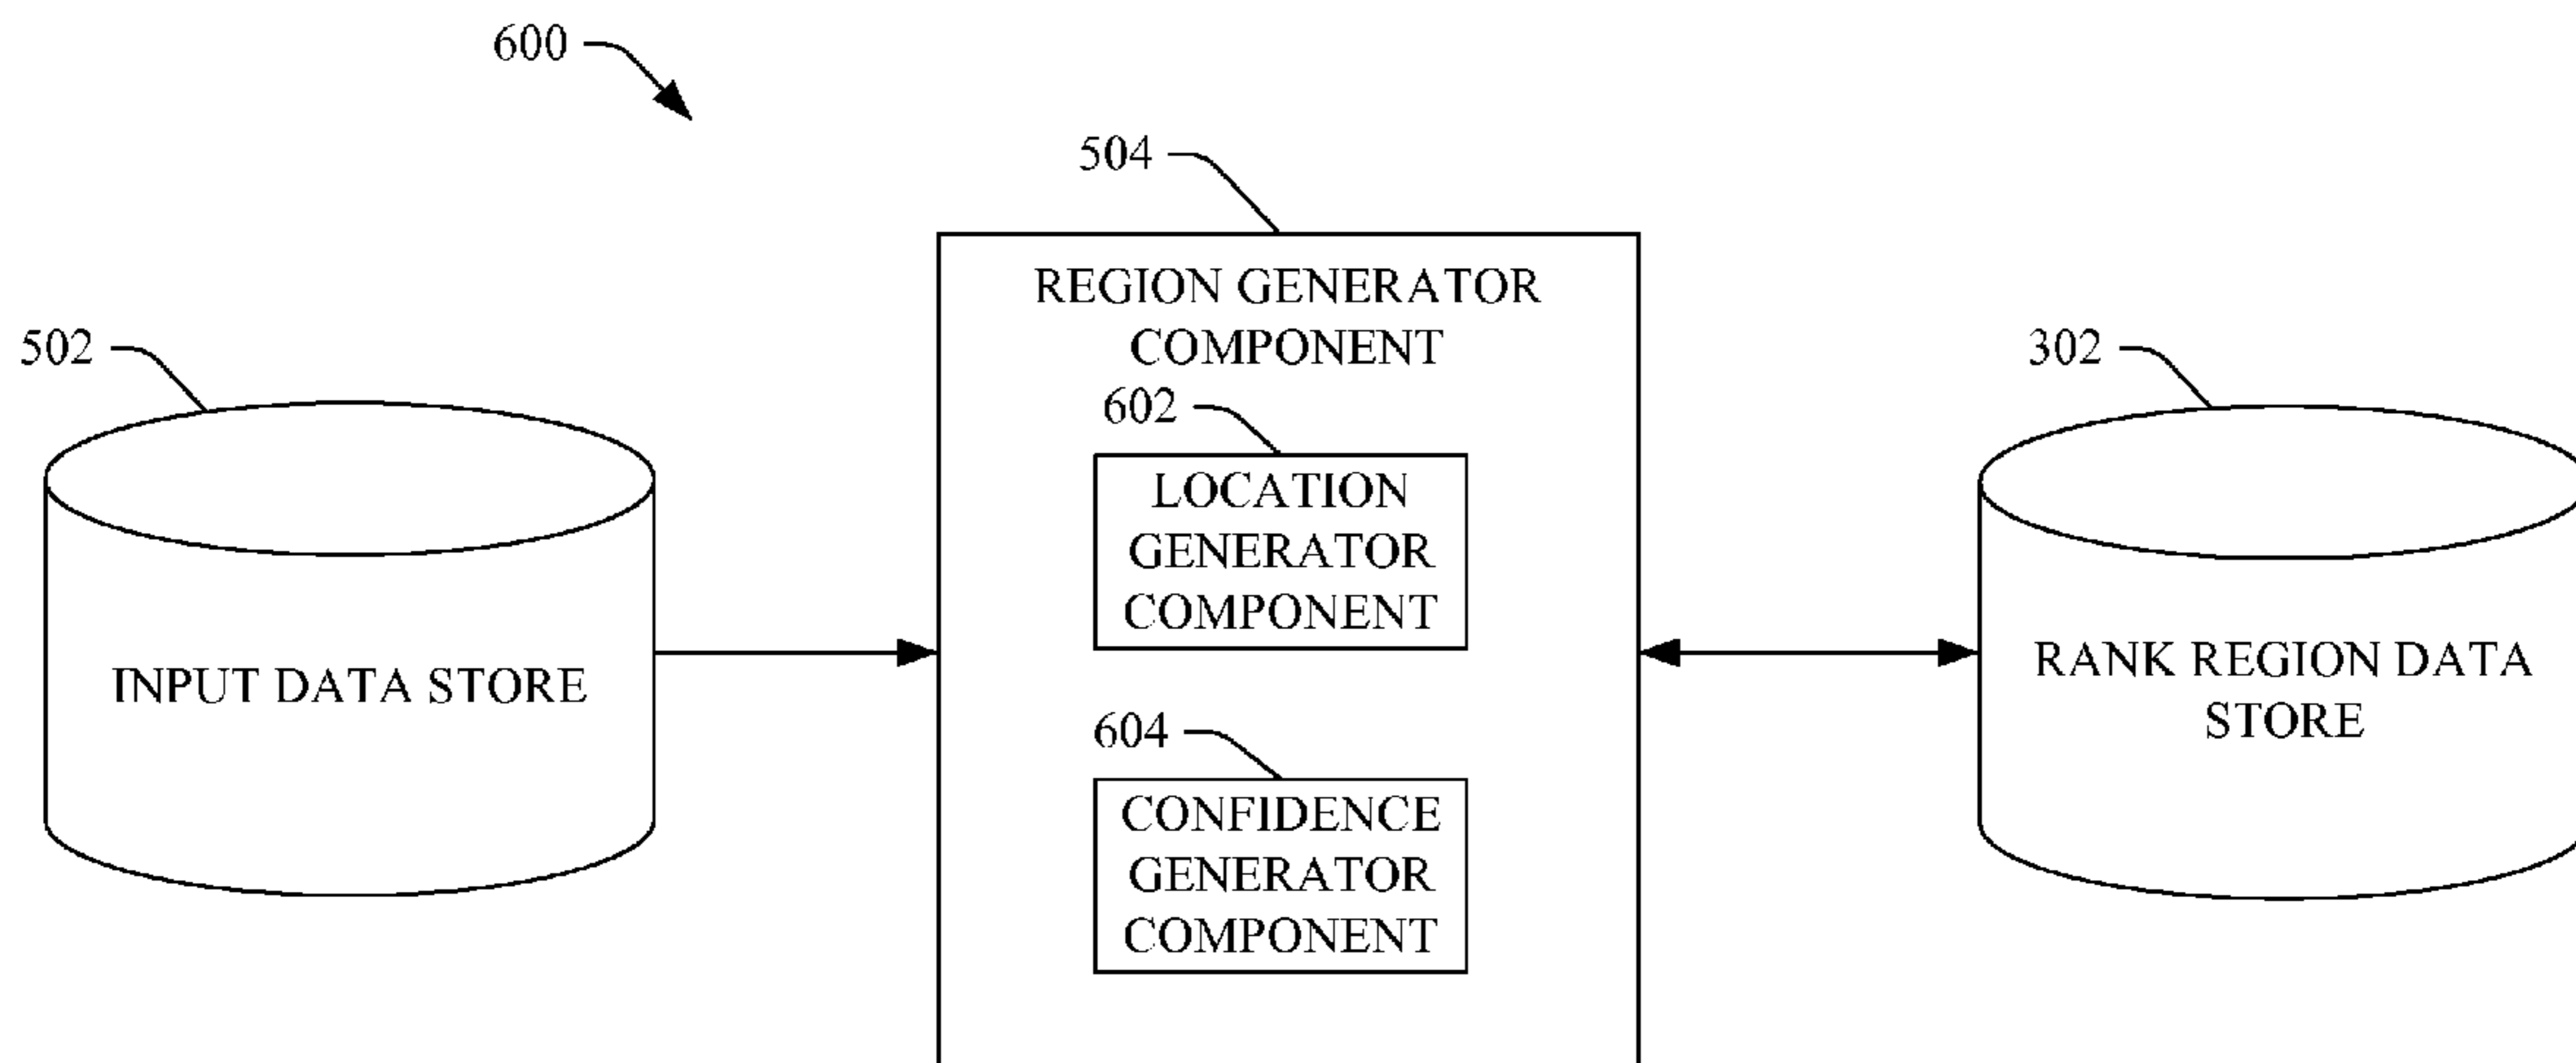 600
504
REGION GENERATOR
COMPONENT
502
302
602
LOCATION
GENERATOR
COMPONENT
INPUT DATA STORE
RANK REGION DATA
STORE
604
CONFIDENCE
GENERATOR
COMPONENT